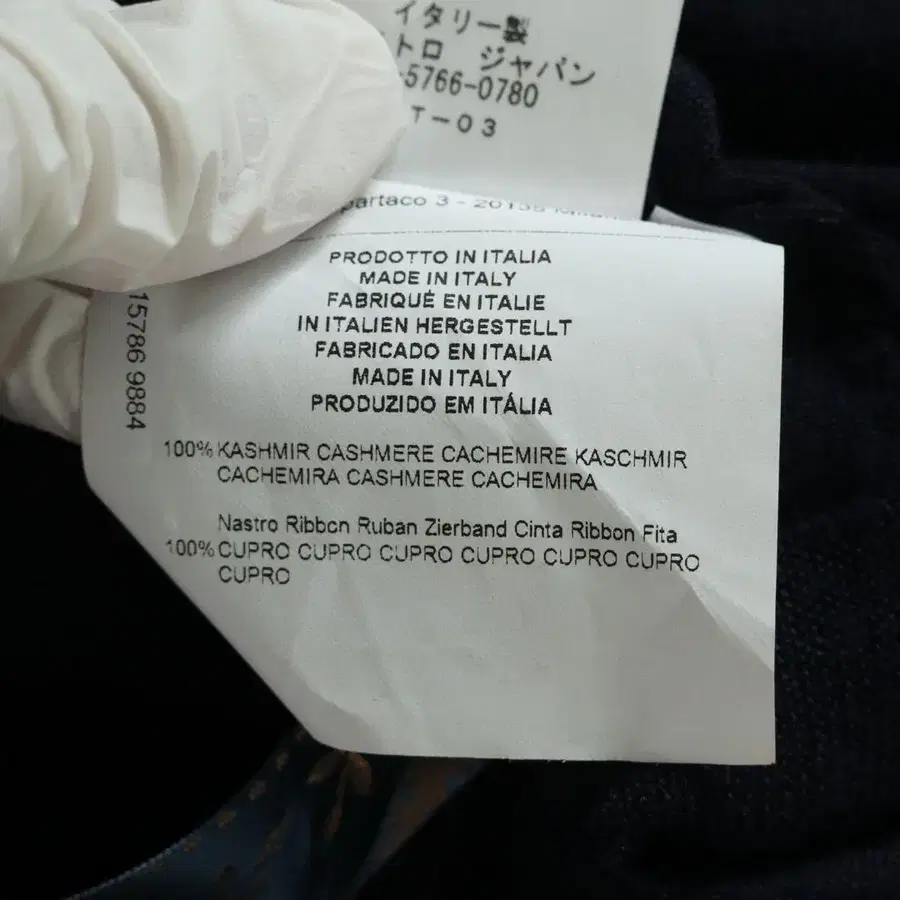 イタリー製
トロ ジャパン
-5766-0780
T-03
partaco 3 - 20135 Milan
PRODOTTO IN ITALIA
MADE IN ITALY
FABRIQUÉ EN ITALIE
IN ITALIEN HERGESTELLT
FABRICADO EN ITALIA
MADE IN ITALY
PRODUZIDO EM ITÁLIA
15786 9884
100% KASHMIR CASHMERE CACHEMIRE KASCHMIR
CACHEMIRA CASHMERE CACHEMIRA
Nastro Ribbon Ruban Zierband Cinta Ribbon Fita
100% CUPRO CUPRO CUPRO CUPRO CUPRO CUPRO
CUPRO